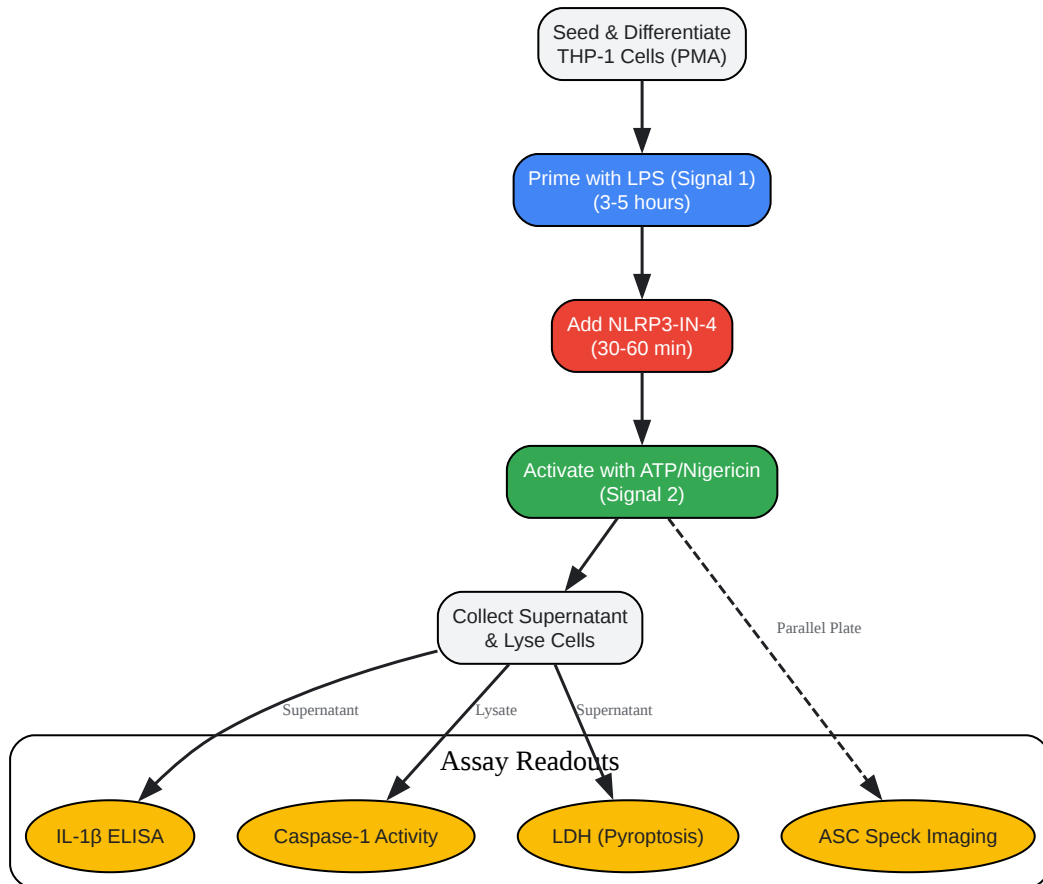 Seed & Differentiate
THP-1 Cells (PMA)
Prime with LPS (Signal 1)
(3-5 hours)
Add NLRP3-IN-4
(30-60 min)
Activate with ATP/Nigericin
(Signal 2)
Collect Supernatant
& Lyse Cells
Parallel Plate
Supernatant
Lysate
Supernatant
Assay Readouts
IL-1β ELISA
Caspase-1 Activity
LDH (Pyroptosis)
ASC Speck Imaging